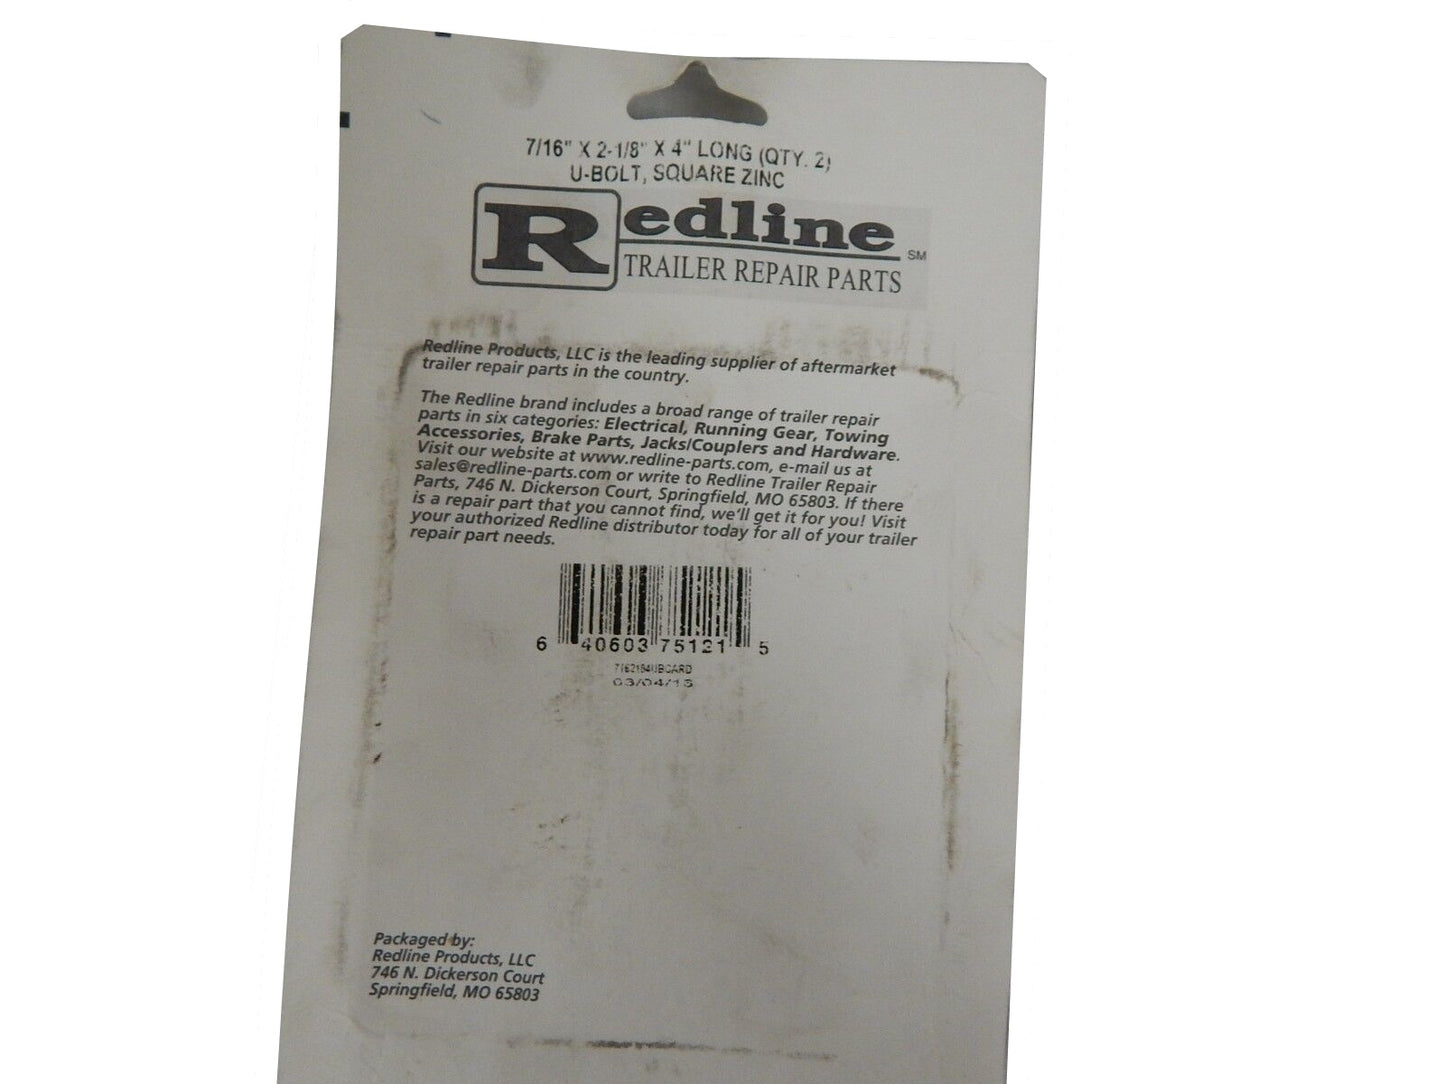 7/16" X 2-1/8" X 4" LONG (QTY. 2)
U-BOLT, SQUARE ZINC
Redline SM
TRAILER REPAIR PARTS
Redline Products, LLC is the leading supplier of aftermarket
trailer repair parts in the country.
The Redline brand includes a broad range of trailer repair
parts in six categories: Electrical, Running Gear, Towing
Accessories, Brake Parts, Jacks/Couplers and Hardware.
Visit our website at www.redline-parts.com, e-mail us at
sales@redline-parts.com or write to Redline Trailer Repair
Parts, 746 N. Dickerson Court, Springfield, MO 65803. If there
is a repair part that you cannot find, we'll get it for you! Visit
your authorized Redline distributor today for all of your trailer
repair part needs.
6 40603 75121 5
03/04/13
Packaged by:
Redline Products, LLC
746 N. Dickerson Court
Springfield, MO 65803